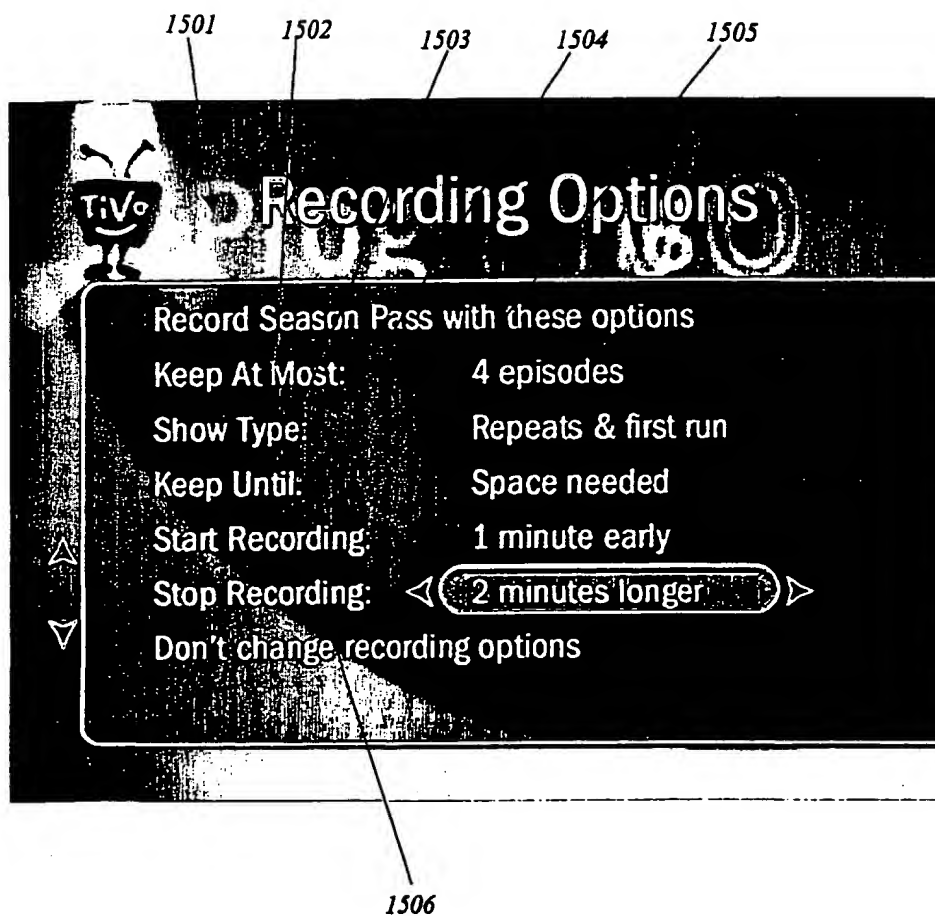 1501 1502 1503 1504 1505
TiVo
Recording Options
Record Season Pass with these options
Keep At Most: 4 episodes
Show Type: Repeats & first run
Keep Until: Space needed
Start Recording: 1 minute early
Stop Recording: 2 minutes longer
Don't change recording options
1506